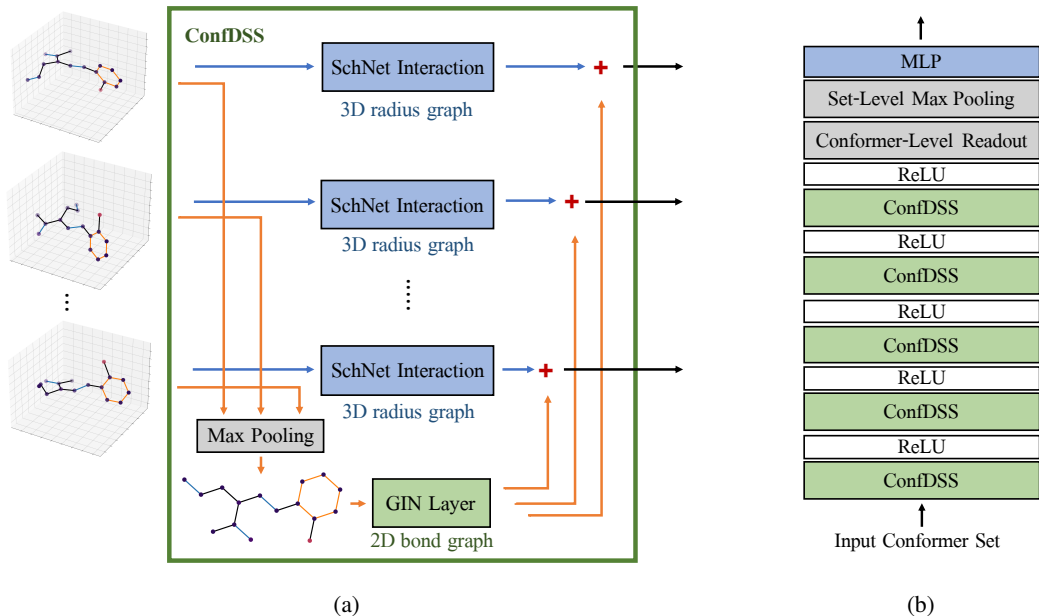 ConfDSS
SchNet Interaction
3D radius graph
SchNet Interaction
3D radius graph
SchNet Interaction
3D radius graph
Max Pooling
GIN Layer
2D bond graph
(a)
MLP
Set-Level Max Pooling
Conformer-Level Readout
ReLU
ConfDSS
ReLU
ConfDSS
ReLU
ConfDSS
ReLU
ConfDSS
ReLU
ConfDSS
Input Conformer Set
(b)